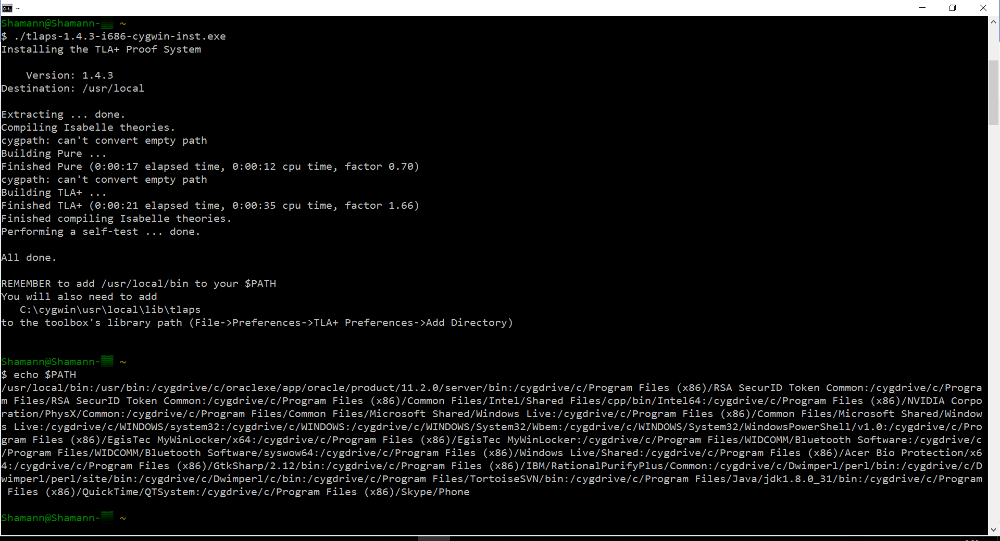 ~
Shamann@Shamann-▒▒ ~
$ ./tlaps-1.4.3-i686-cygwin-inst.exe
Installing the TLA+ Proof System
Version: 1.4.3
Destination: /usr/local
Extracting ... done.
Compiling Isabelle theories.
cygpath: can't convert empty path
Building Pure ...
Finished Pure (0:00:17 elapsed time, 0:00:12 cpu time, factor 0.70)
cygpath: can't convert empty path
Building TLA+ ...
Finished TLA+ (0:00:21 elapsed time, 0:00:35 cpu time, factor 1.66)
Finished compiling Isabelle theories.
Performing a self-test ... done.
All done.
REMEMBER to add /usr/local/bin to your $PATH
You will also need to add
C:\cygwin\usr\local\lib\tlaps
to the toolbox's library path (File->Preferences->TLA+ Preferences->Add Directory)
Shamann@Shamann-▒▒ ~
$ echo $PATH
/usr/local/bin:/usr/bin:/cygdrive/c/oraclexe/app/oracle/product/11.2.0/server/bin:/cygdrive/c/Program Files (x86)/RSA SecurID Token Common:/cygdrive/c/Progra
m Files/RSA SecurID Token Common:/cygdrive/c/Program Files (x86)/Common Files/Intel/Shared Files/cpp/bin/Intel64:/cygdrive/c/Program Files (x86)/NVIDIA Corpo
ration/PhysX/Common:/cygdrive/c/Program Files/Common Files/Microsoft Shared/Windows Live:/cygdrive/c/Program Files (x86)/Common Files/Microsoft Shared/Window
s Live:/cygdrive/c/WINDOWS/system32:/cygdrive/c/WINDOWS:/cygdrive/c/WINDOWS/System32/Wbem:/cygdrive/c/WINDOWS/System32/WindowsPowerShell/v1.0:/cygdrive/c/Pro
gram Files (x86)/EgisTec MyWinLocker/x64:/cygdrive/c/Program Files (x86)/EgisTec MyWinLocker:/cygdrive/c/Program Files/WIDCOMM/Bluetooth Software:/cygdrive/c
/Program Files/WIDCOMM/Bluetooth Software/syswow64:/cygdrive/c/Program Files (x86)/Windows Live/Shared:/cygdrive/c/Program Files (x86)/Acer Bio Protection/x6
4:/cygdrive/c/Program Files (x86)/GtkSharp/2.12/bin:/cygdrive/c/Program Files (x86)/IBM/RationalPurifyPlus/Common:/cygdrive/c/Dwimperl/perl/bin:/cygdrive/c/D
wimperl/perl/site/bin:/cygdrive/c/Dwimperl/c/bin:/cygdrive/c/Program Files/TortoiseSVN/bin:/cygdrive/c/Program Files/Java/jdk1.8.0_31/bin:/cygdrive/c/Program
Files (x86)/QuickTime/QTSystem:/cygdrive/c/Program Files (x86)/Skype/Phone
Shamann@Shamann-▒▒ ~